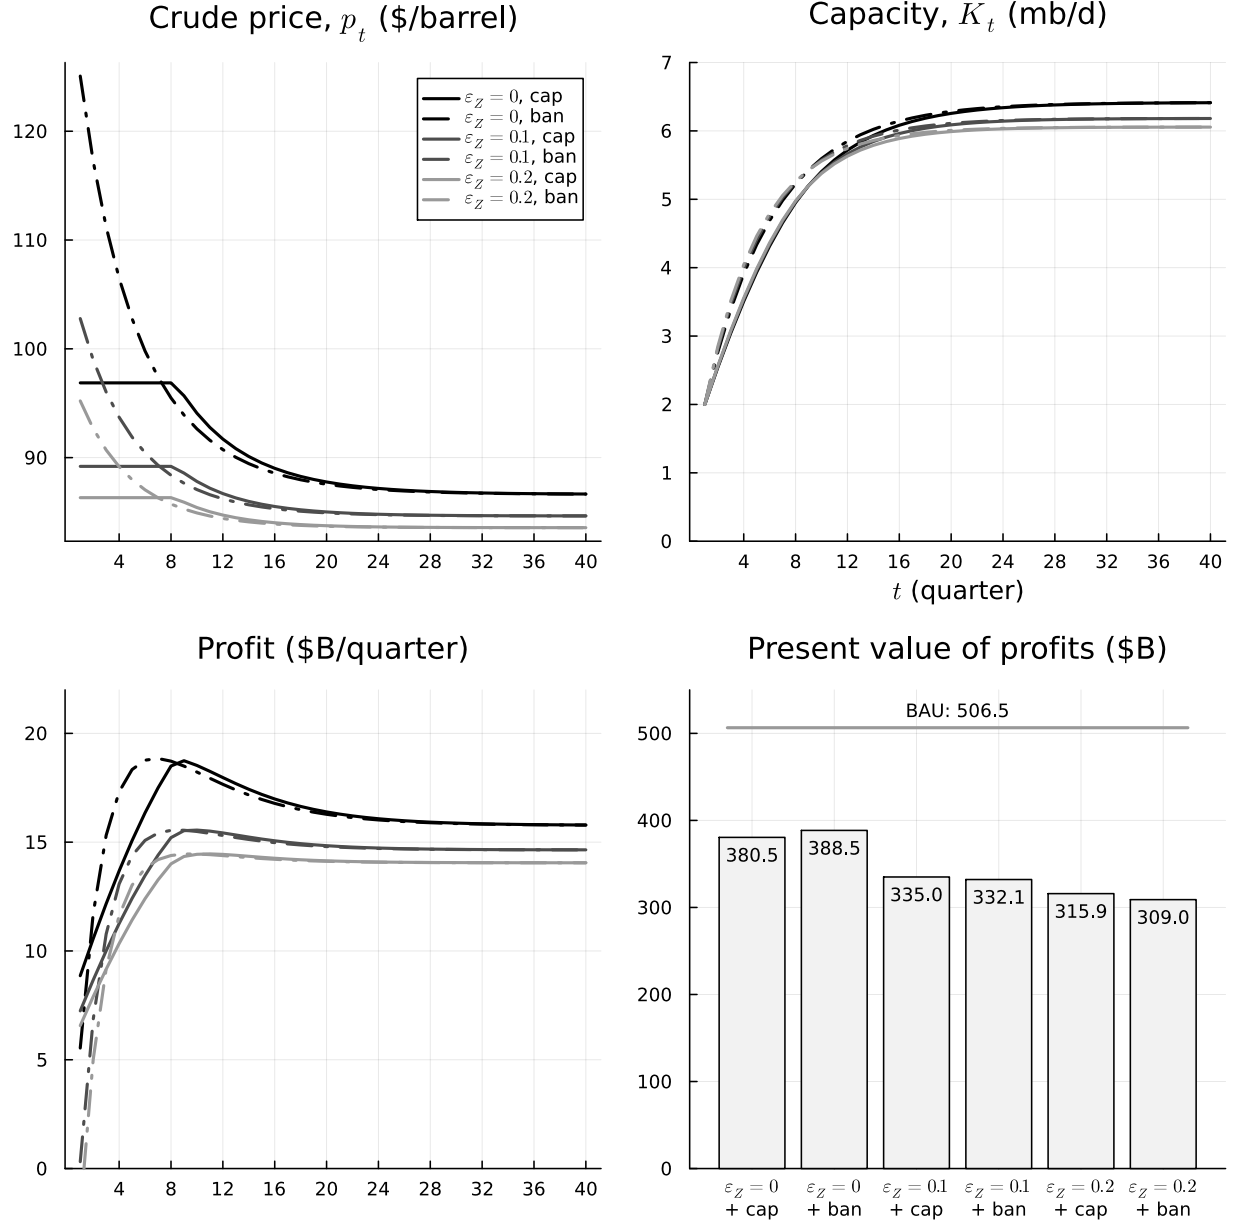 Crude price, p_t ($/barrel)
120
110
100
90
4 8 12 16 20 24 28 32 36 40
ε_Z = 0, cap
ε_Z = 0, ban
ε_Z = 0.1, cap
ε_Z = 0.1, ban
ε_Z = 0.2, cap
ε_Z = 0.2, ban
Capacity, K_t (mb/d)
7
6
5
4
3
2
1
0
4 8 12 16 20 24 28 32 36 40
t (quarter)
Profit ($B/quarter)
20
15
10
5
0
4 8 12 16 20 24 28 32 36 40
Present value of profits ($B)
500
400
300
200
100
0
BAU: 506.5
380.5 388.5 335.0 332.1 315.9 309.0
ε_Z = 0 ε_Z = 0 ε_Z = 0.1 ε_Z = 0.1 ε_Z = 0.2 ε_Z = 0.2
+ cap + ban + cap + ban + cap + ban